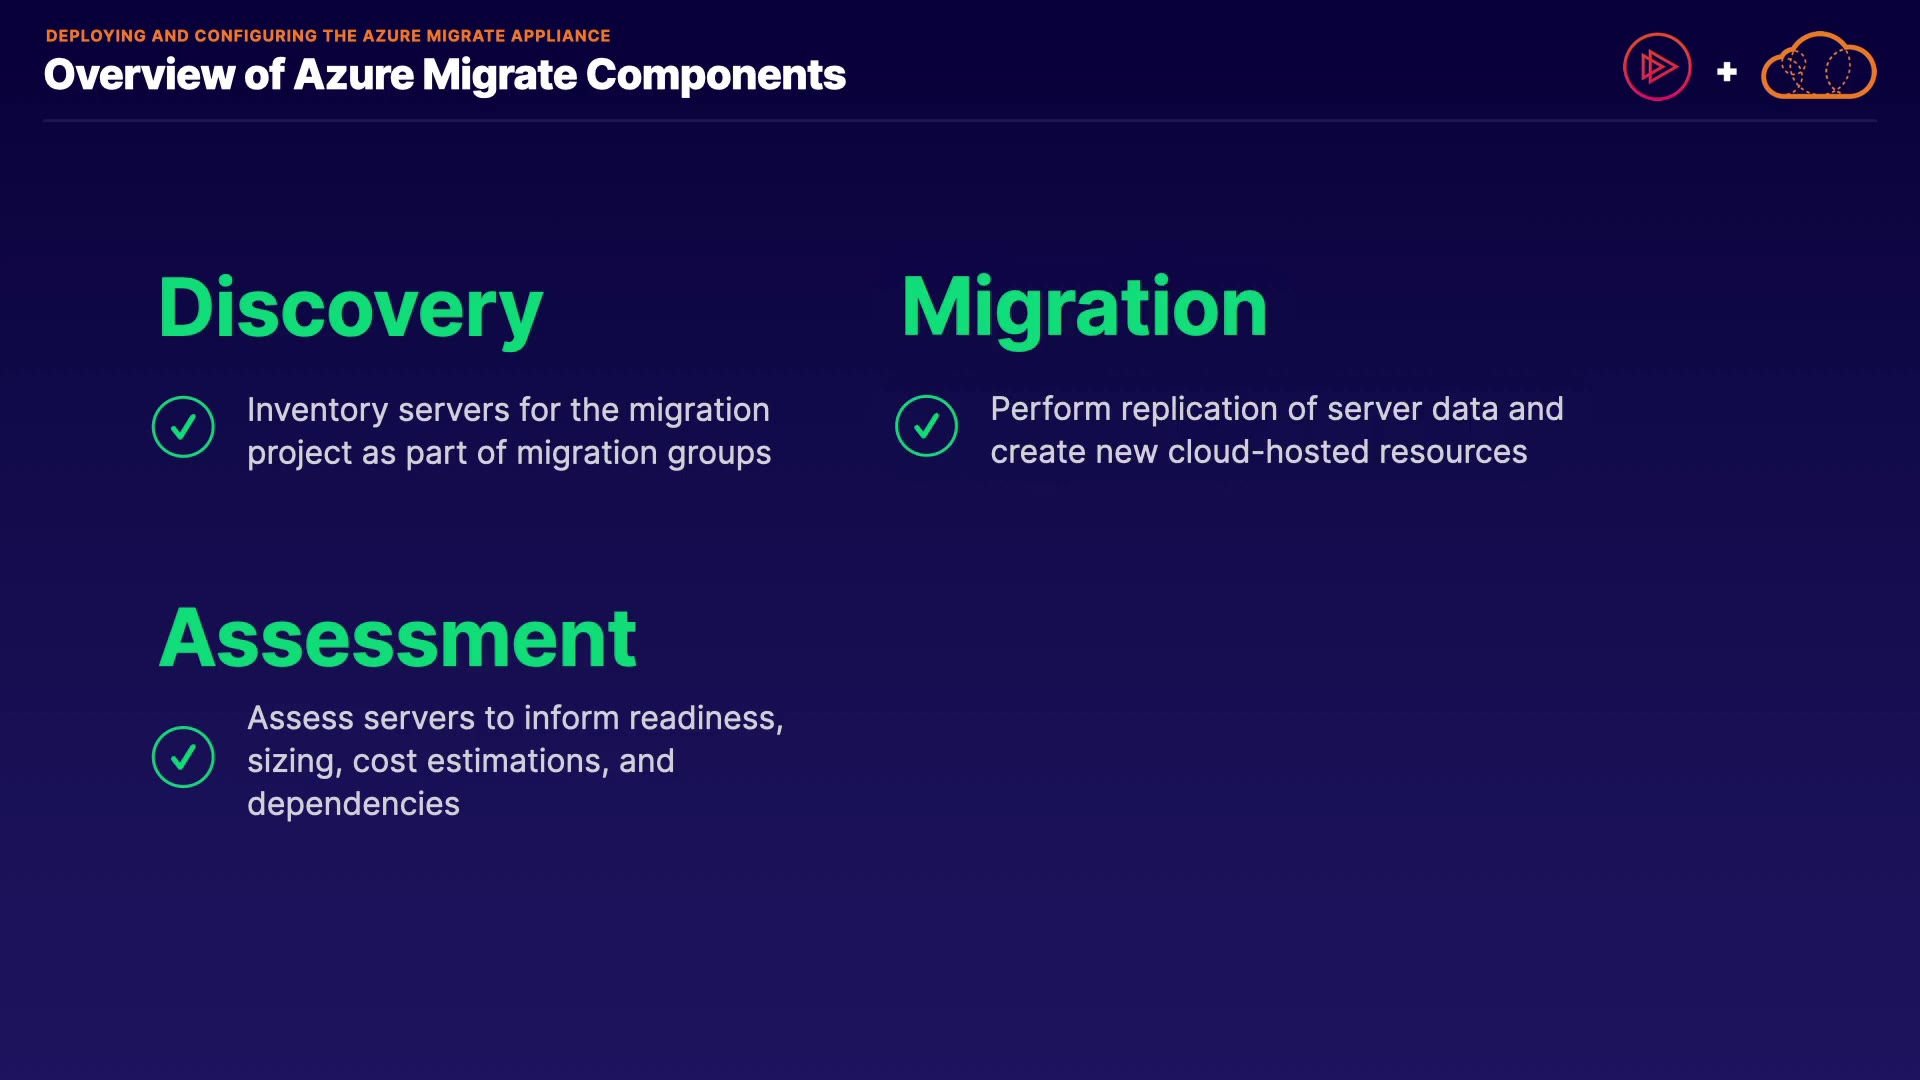 DEPLOYING AND CONFIGURING THE AZURE MIGRATE APPLIANCE
Overview of Azure Migrate Components
Discovery
Inventory servers for the migration
project as part of migration groups
Assessment
Assess servers to inform readiness,
sizing, cost estimations, and
dependencies
Migration
Perform replication of server data and
create new cloud-hosted resources